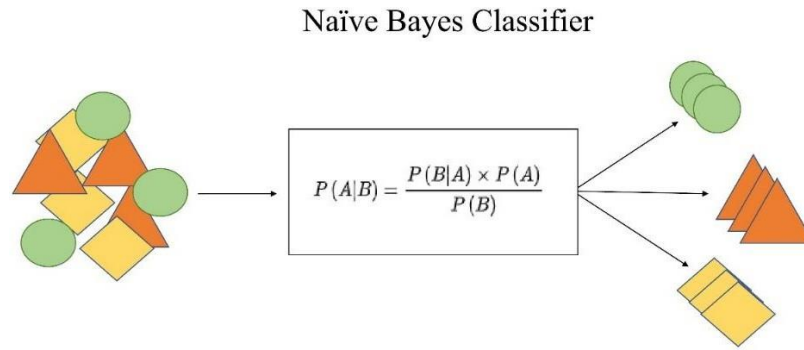 Naïve Bayes Classifier
P(A|B) = P(B|A) × P(A) / P(B)